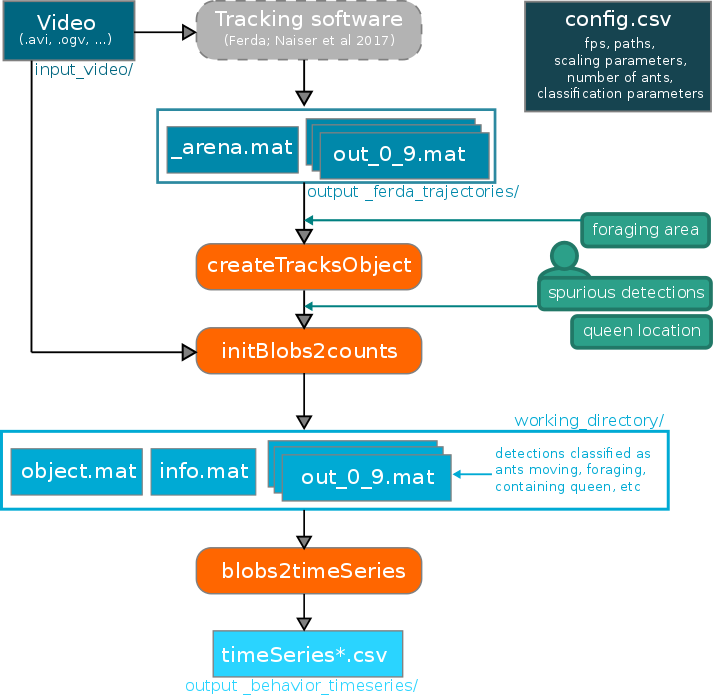 Video
(.avi, .ogv, ...)
input_video/
Tracking software
(Ferda; Naiser et al 2017)
config.csv
fps, paths,
scaling parameters,
number of ants,
classification parameters
_arena.mat
out_0_9.mat
output _ferda_trajectories/
foraging area
createTracksObject
spurious detections
queen location
initBlobs2counts
working_directory/
object.mat
info.mat
out_0_9.mat
detections classified as
ants moving, foraging,
containing queen, etc
blobs2timeSeries
timeSeries*.csv
output _behavior_timeseries/